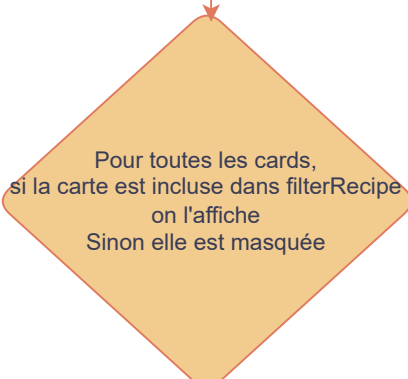 Pour toutes les cards,
si la carte est incluse dans filterRecipe
on l'affiche
Sinon elle est masquée